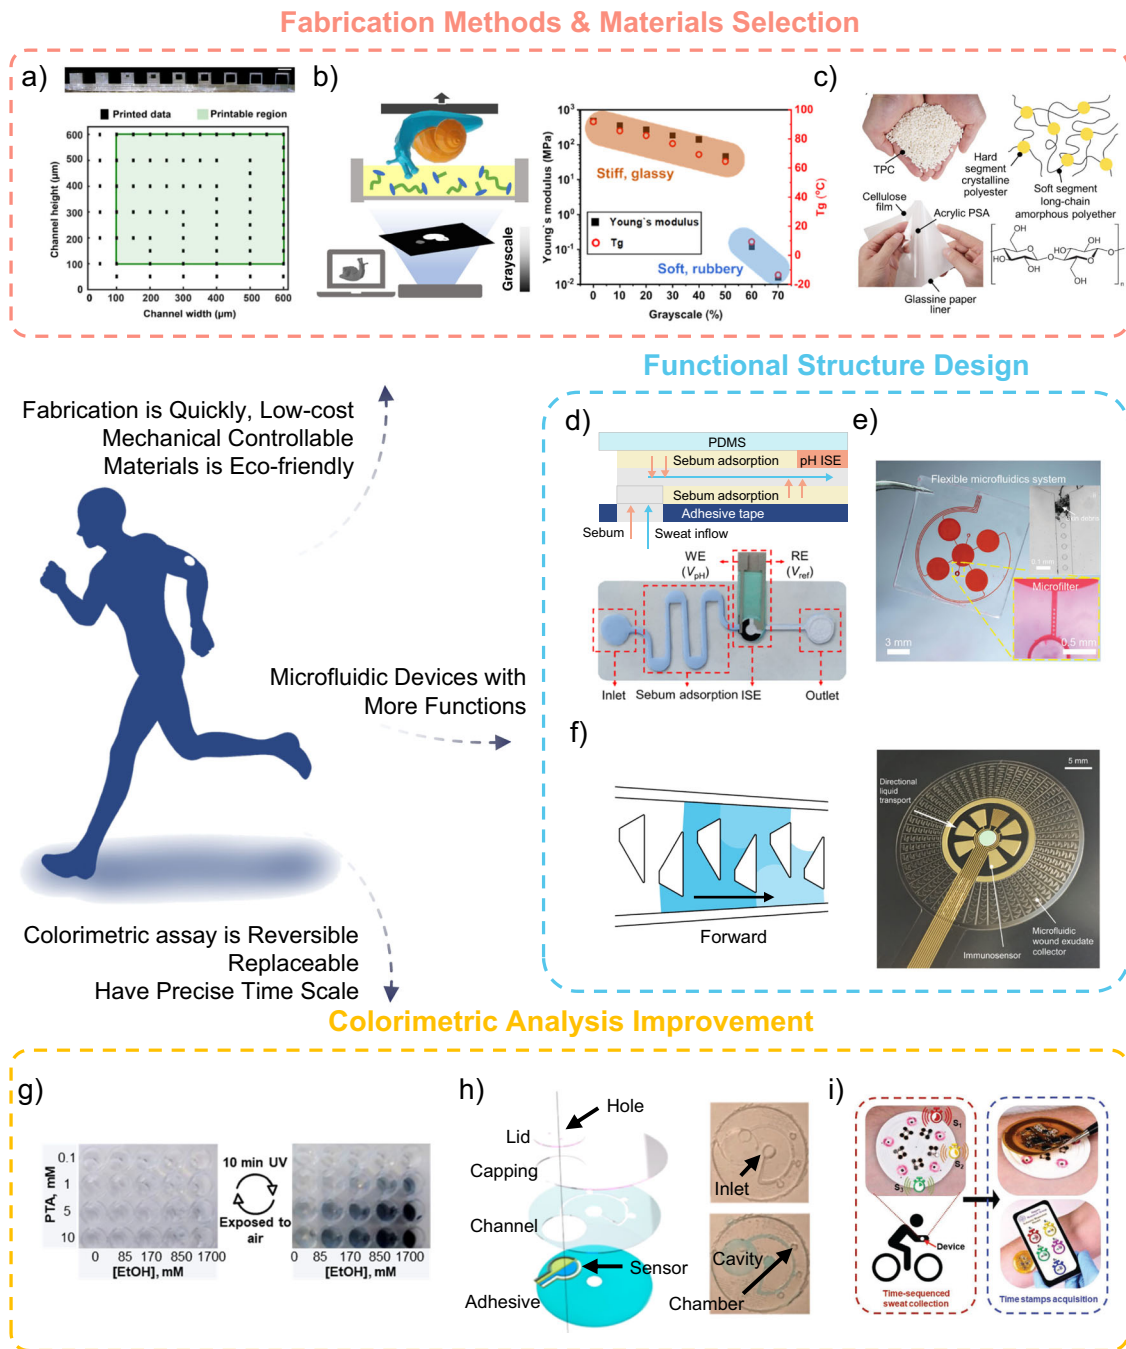 Fabrication Methods & Materials Selection
a)
Printed data
Printable region
Channel height (µm)
600
500
400
300
200
100
0
0 100 200 300 400 500 600
Channel width (µm)
b)
Grayscale
Young`s modulus (MPa)
10³
10²
10¹
10⁰
10⁻¹
10⁻²
Stiff, glassy
Young`s modulus
Tg
Soft, rubbery
0 10 20 30 40 50 60 70
Grayscale (%)
100
80
60
40
20
0
-20
Tg (°C)
c)
TPC
Hard
segment
crystalline
polyester
Soft segment
long-chain
amorphous polyether
Cellulose
film
Acrylic PSA
Glassine paper
liner
OH
HO
O
n
Fabrication is Quickly, Low-cost
Mechanical Controllable
Materials is Eco-friendly
Microfluidic Devices with
More Functions
Colorimetric assay is Reversible
Replaceable
Have Precise Time Scale
Functional Structure Design
d)
PDMS
Sebum adsorption
pH ISE
Sebum adsorption
Adhesive tape
Sebum
Sweat inflow
WE
(VpH)
RE
(Vref)
Inlet
Sebum adsorption
ISE
Outlet
e)
Flexible microfluidics system
0.1 mm
Microfilter
0.5 mm
3 mm
f)
Forward
5 mm
Directional
liquid
transport
Immunosensor
Microfluidic
wound exudate
collector
Colorimetric Analysis Improvement
g)
PTA, mM
0.1
1
5
10
0 85 170 850 1700
[EtOH], mM
10 min UV
Exposed to
air
0 85 170 850 1700
[EtOH], mM
h)
Hole
Lid
Capping
Channel
Sensor
Adhesive
Inlet
Cavity
Chamber
i)
S₁
S₂
S₃
Device
Time-sequenced
sweat collection
Time stamps acquisition